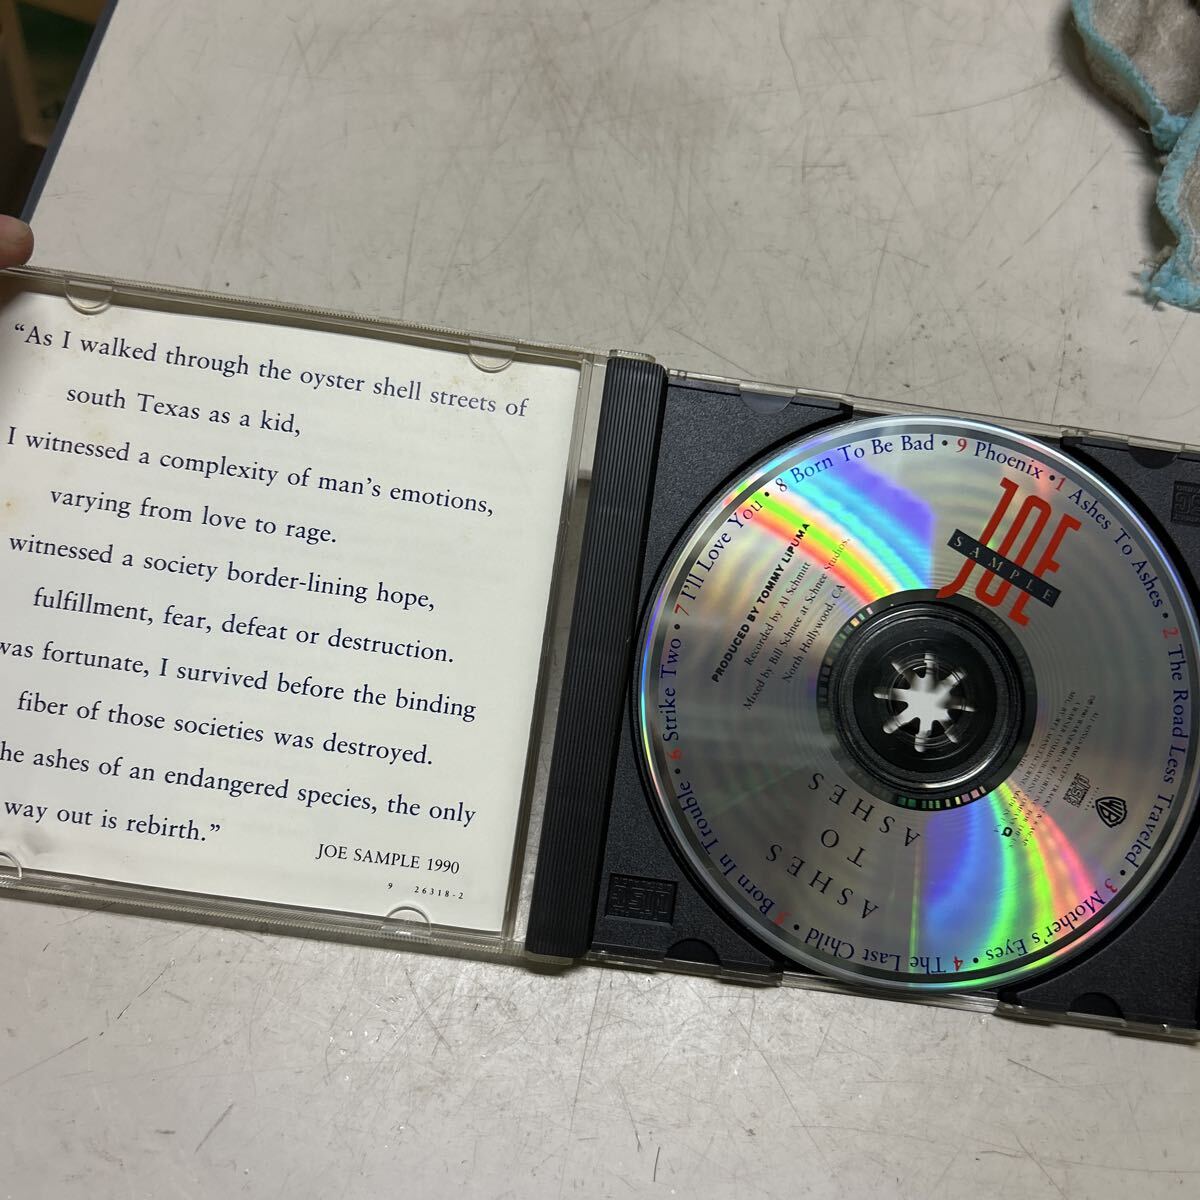 “As I walked through the oyster shell streets of
south Texas as a kid,
I witnessed a complexity of man's emotions,
varying from love to rage.
witnessed a society border-lining hope,
fulfillment, fear, defeat or destruction.
was fortunate, I survived before the binding
fiber of those societies was destroyed.
the ashes of an endangered species, the only
way out is rebirth.”
JOE SAMPLE 1990
9 26318-2
JOE
SAMPLE
1 Ashes To Ashes • 2 The Road Less Traveled • 3 Mother's Eyes • 4 The Last Child • 5 Born In Trouble • 6 Strike Two • 7 I'll Love You • 8 Born To Be Bad • 9 Phoenix •
PRODUCED BY TOMMY LIPUMA
Recorded by Al Schmitt
Mixed by Bill Schnee at Schnee Studios,
North Hollywood, CA
ASHES
TO
ASHES
disc
disc